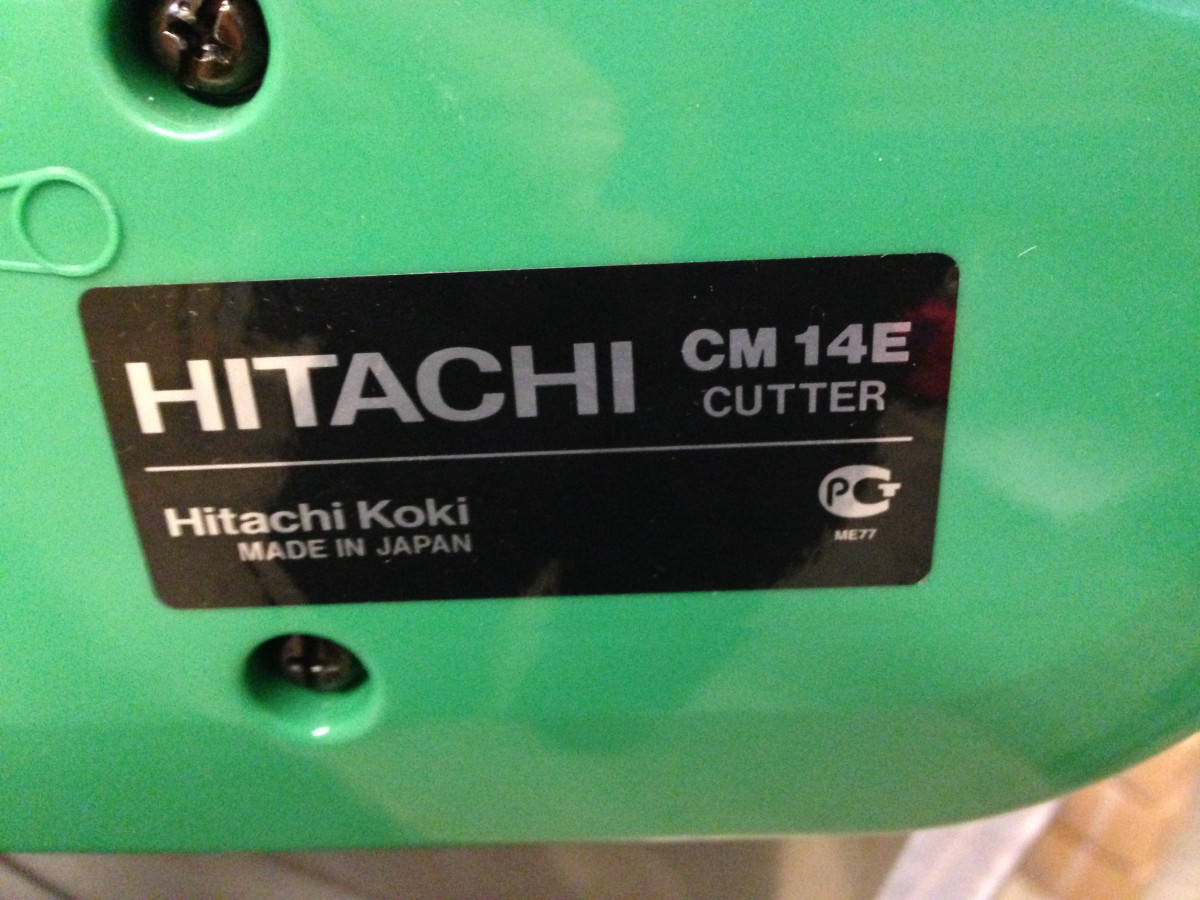 HITACHI
CM 14E
CUTTER
Hitachi Koki
MADE IN JAPAN
PCT
ME77